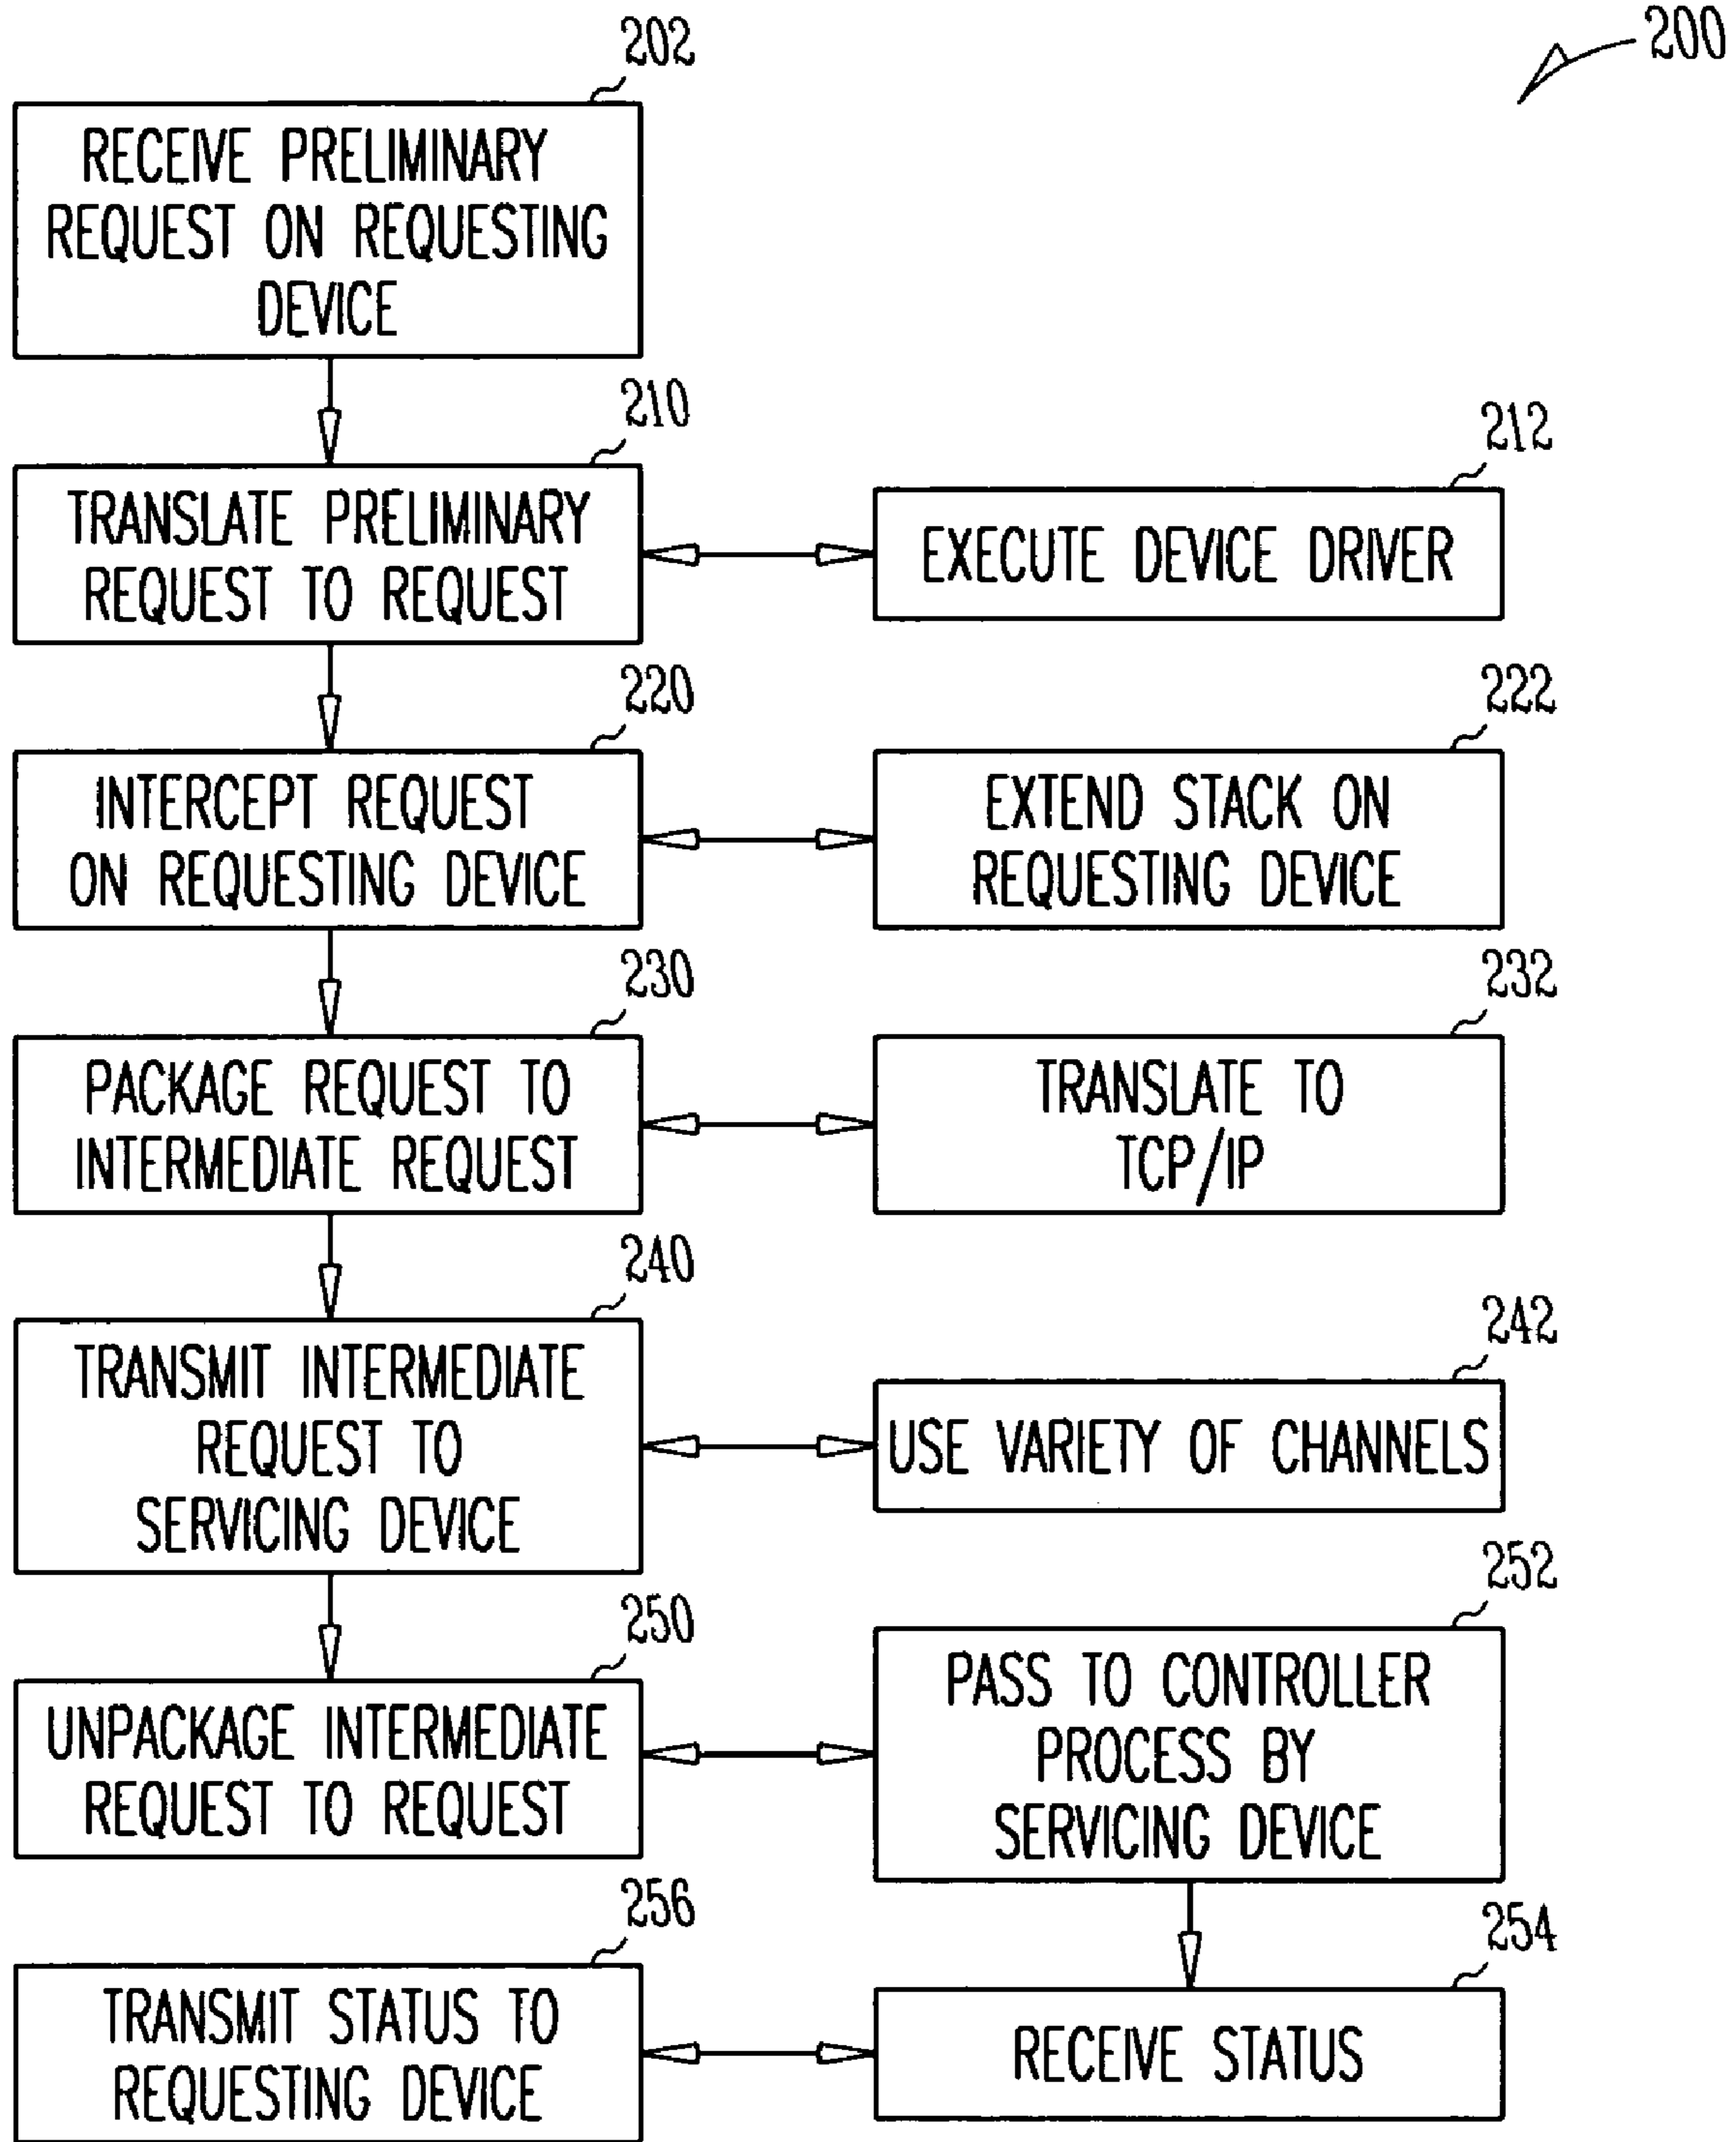 200
202
RECEIVE PRELIMINARY
REQUEST ON REQUESTING
DEVICE
210
TRANSLATE PRELIMINARY
REQUEST TO REQUEST
212
EXECUTE DEVICE DRIVER
220
INTERCEPT REQUEST
ON REQUESTING DEVICE
222
EXTEND STACK ON
REQUESTING DEVICE
230
PACKAGE REQUEST TO
INTERMEDIATE REQUEST
232
TRANSLATE TO
TCP/IP
240
TRANSMIT INTERMEDIATE
REQUEST TO
SERVICING DEVICE
242
USE VARIETY OF CHANNELS
250
UNPACKAGE INTERMEDIATE
REQUEST TO REQUEST
252
PASS TO CONTROLLER
PROCESS BY
SERVICING DEVICE
256
TRANSMIT STATUS TO
REQUESTING DEVICE
254
RECEIVE STATUS